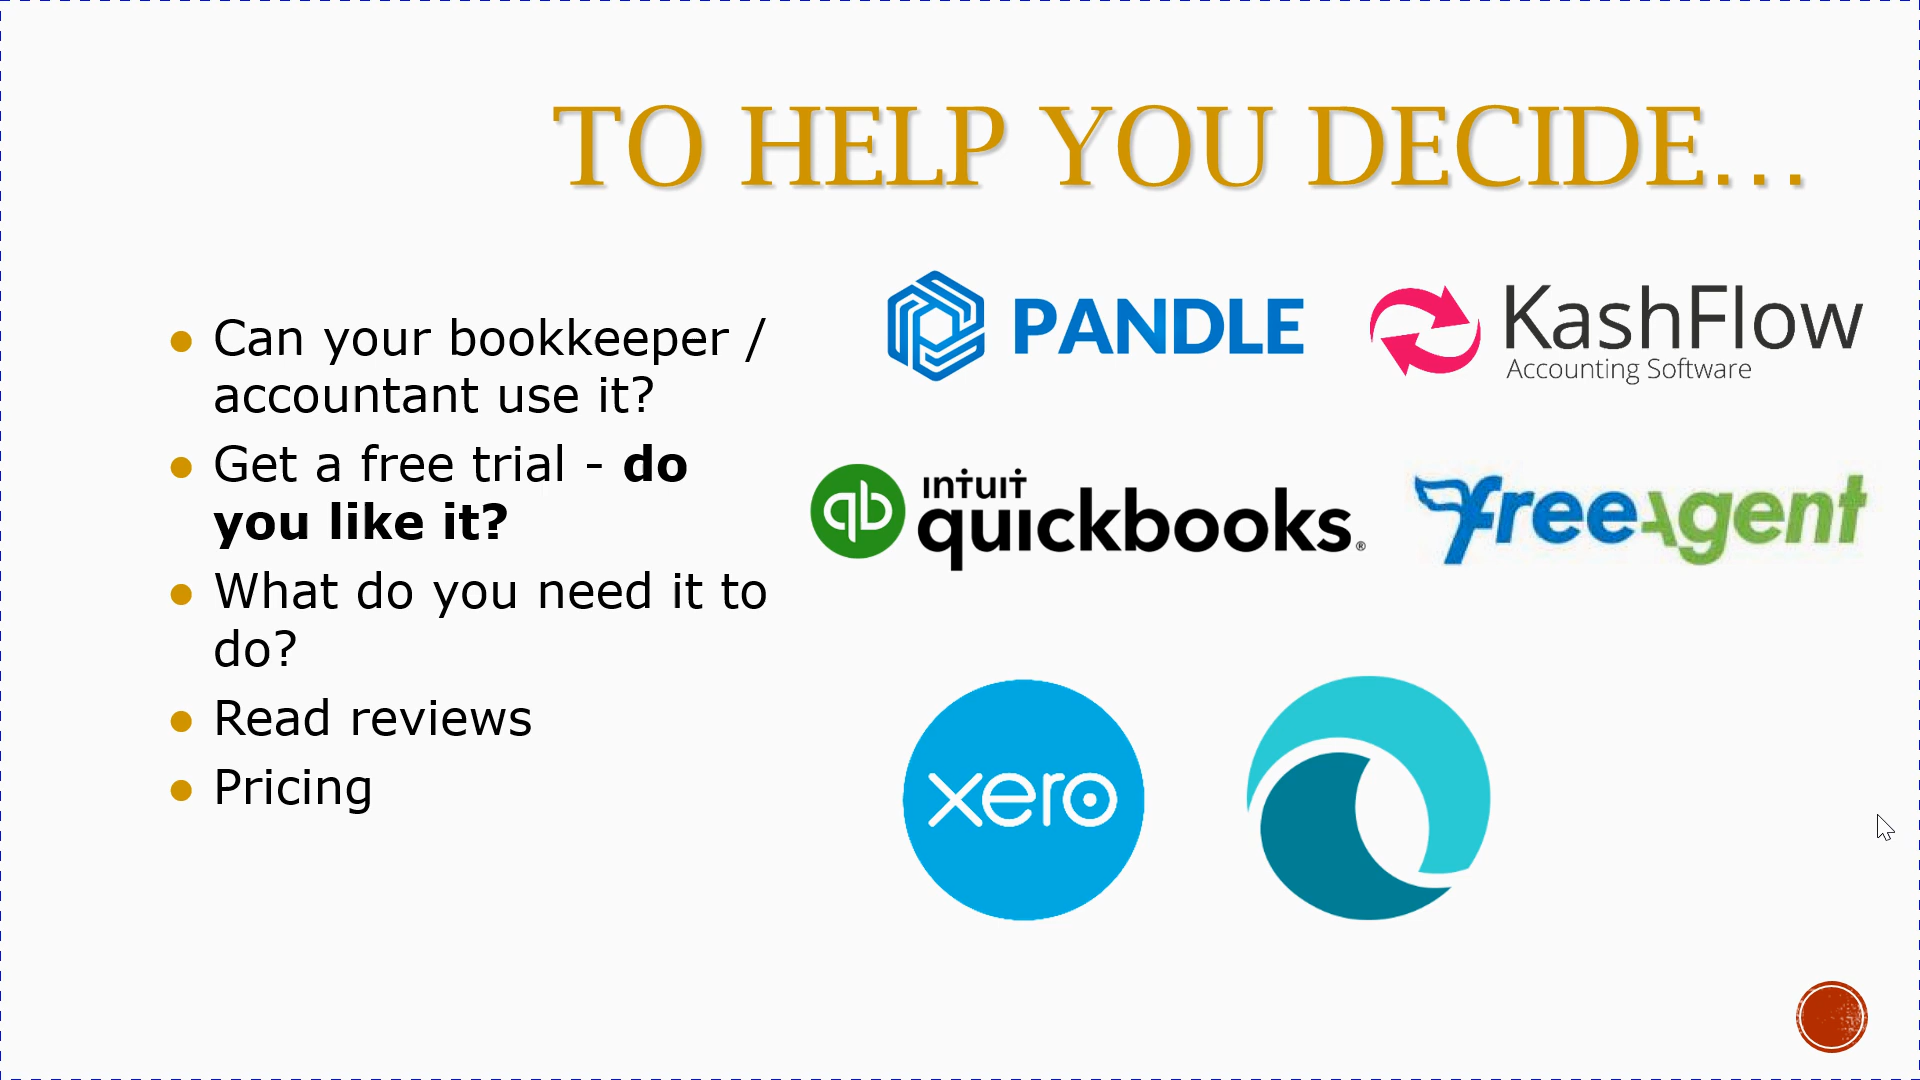 TO HELP YOU DECIDE...
● Can your bookkeeper /
accountant use it?
● Get a free trial - do
you like it?
● What do you need it to
do?
● Read reviews
● Pricing
PANDLE
KashFlow
Accounting Software
qb
intuit
quickbooks®
freeAgent
xero